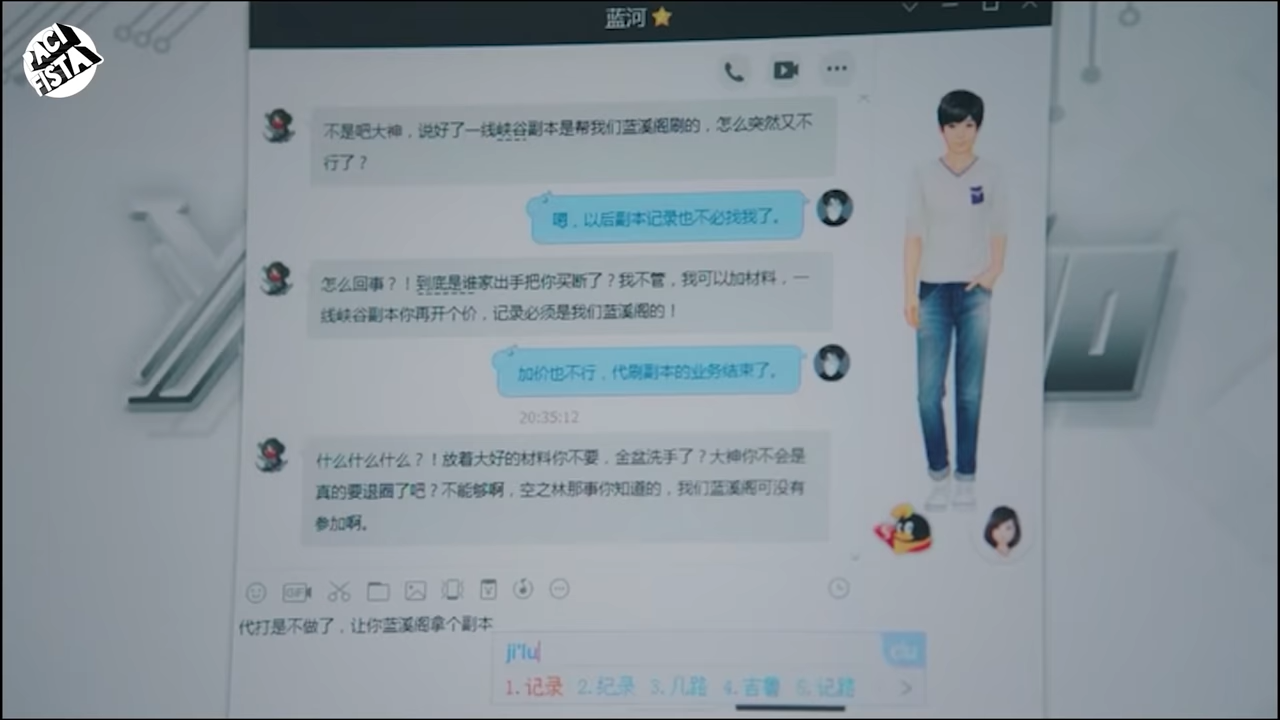 PACIFISTA
蓝河
不是吧大神，说好了一线峡谷副本是帮我们蓝溪阁刷的，怎么突然又不
行了？
嗯，以后副本记录也不必找我了。
怎么回事？！到底是谁家出手把你买断了？我不管，我可以加材料，一
线峡谷副本你再开个价，记录必须是我们蓝溪阁的！
加价也不行，代刷副本的业务结束了。
20:35:12
什么什么什么？！放着大好的材料你不要，金盆洗手了？大神你不会是
真的要退圈了吧？不能够啊，空之林那事你知道的，我们蓝溪阁可没有
参加啊。
GIF
代打是不做了，让你蓝溪阁拿个副本
ji'lu
1.记录 2.纪录 3.几路 4.吉鲁 5.记路